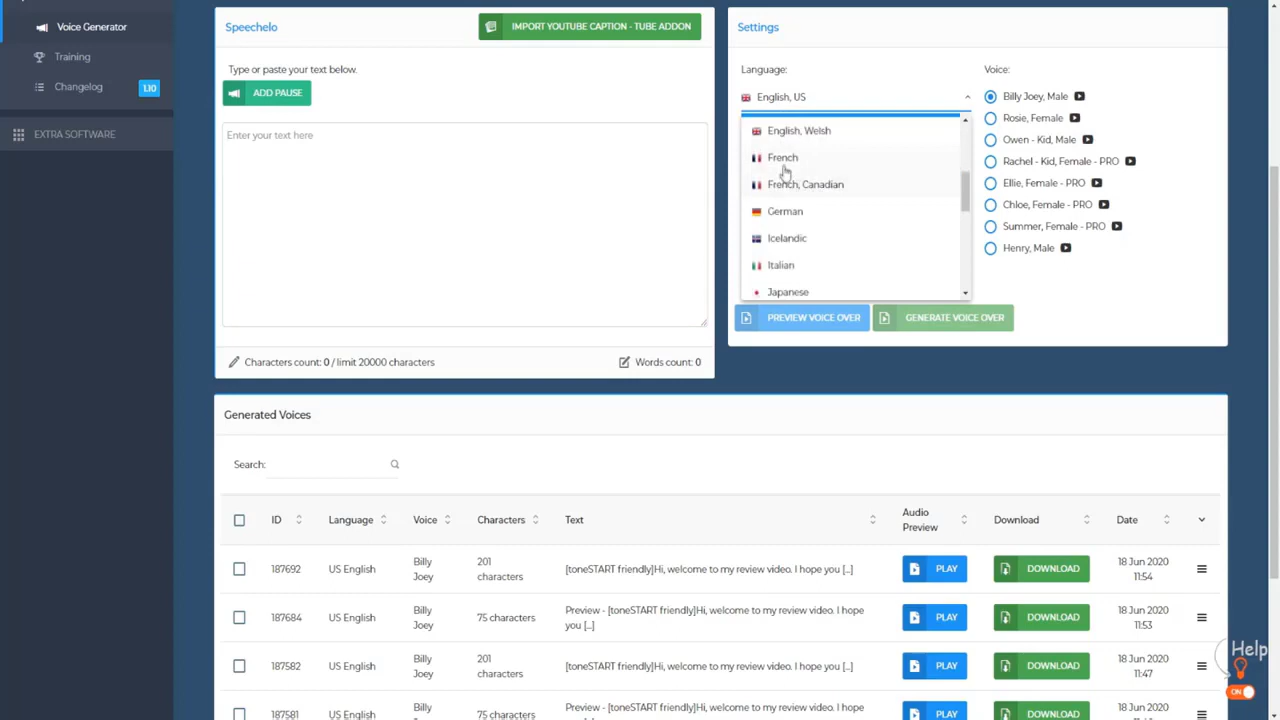 Voice Generator
Training
Changelog
1.10
EXTRA SOFTWARE
Speechelo
IMPORT YOUTUBE CAPTION - TUBE ADDON
Type or paste your text below.
ADD PAUSE
Enter your text here
Characters count: 0 / limit 20000 characters
Words count: 0
Settings
Language:
English, US
English, Welsh
French
French, Canadian
German
Icelandic
Italian
Japanese
Voice:
Billy Joey, Male
Rosie, Female
Owen - Kid, Male
Rachel - Kid, Female - PRO
Ellie, Female - PRO
Chloe, Female - PRO
Summer, Female - PRO
Henry, Male
PREVIEW VOICE OVER
GENERATE VOICE OVER
Generated Voices
Search:
ID Language Voice Characters Text Audio Preview Download Date
187692 US English Billy Joey 201 characters [toneSTART friendly]Hi, welcome to my review video. I hope you [...] PLAY DOWNLOAD 18 Jun 2020 11:54
187684 US English Billy Joey 75 characters Preview - [toneSTART friendly]Hi, welcome to my review video. I hope you [...] PLAY DOWNLOAD 18 Jun 2020 11:53
187582 US English Billy Joey 201 characters [toneSTART friendly]Hi, welcome to my review video. I hope you [...] PLAY DOWNLOAD 18 Jun 2020 11:47
187581 US English Billy Joey 75 characters Preview - [toneSTART friendly]Hi, welcome to my review video. I hope PLAY DOWNLOAD 18 Jun 2020
Help
ON